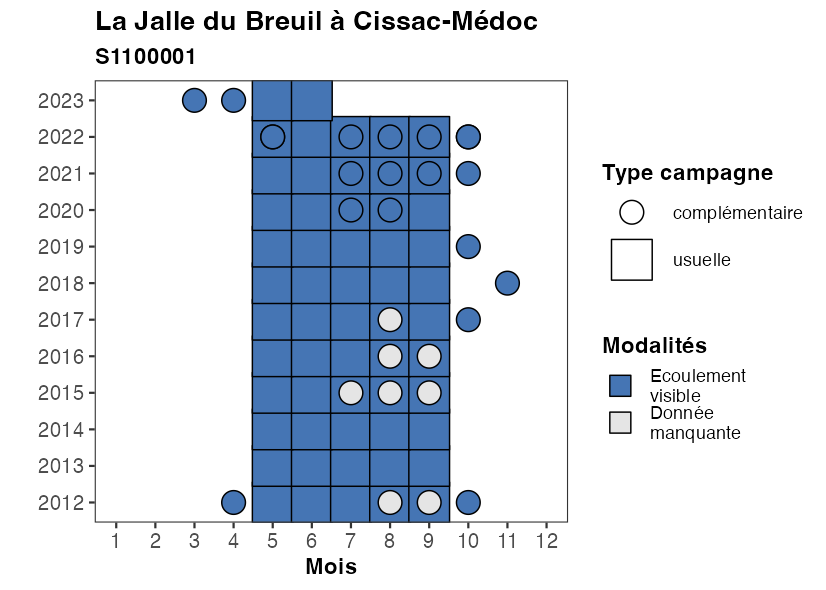 La Jalle du Breuil à Cissac-Médoc
S1100001
2023
2022
2021
2020
2019
2018
2017
2016
2015
2014
2013
2012
1 2 3 4 5 6 7 8 9 10 11 12
Mois
Type campagne
complémentaire
usuelle
Modalités
Ecoulement
visible
Donnée
manquante